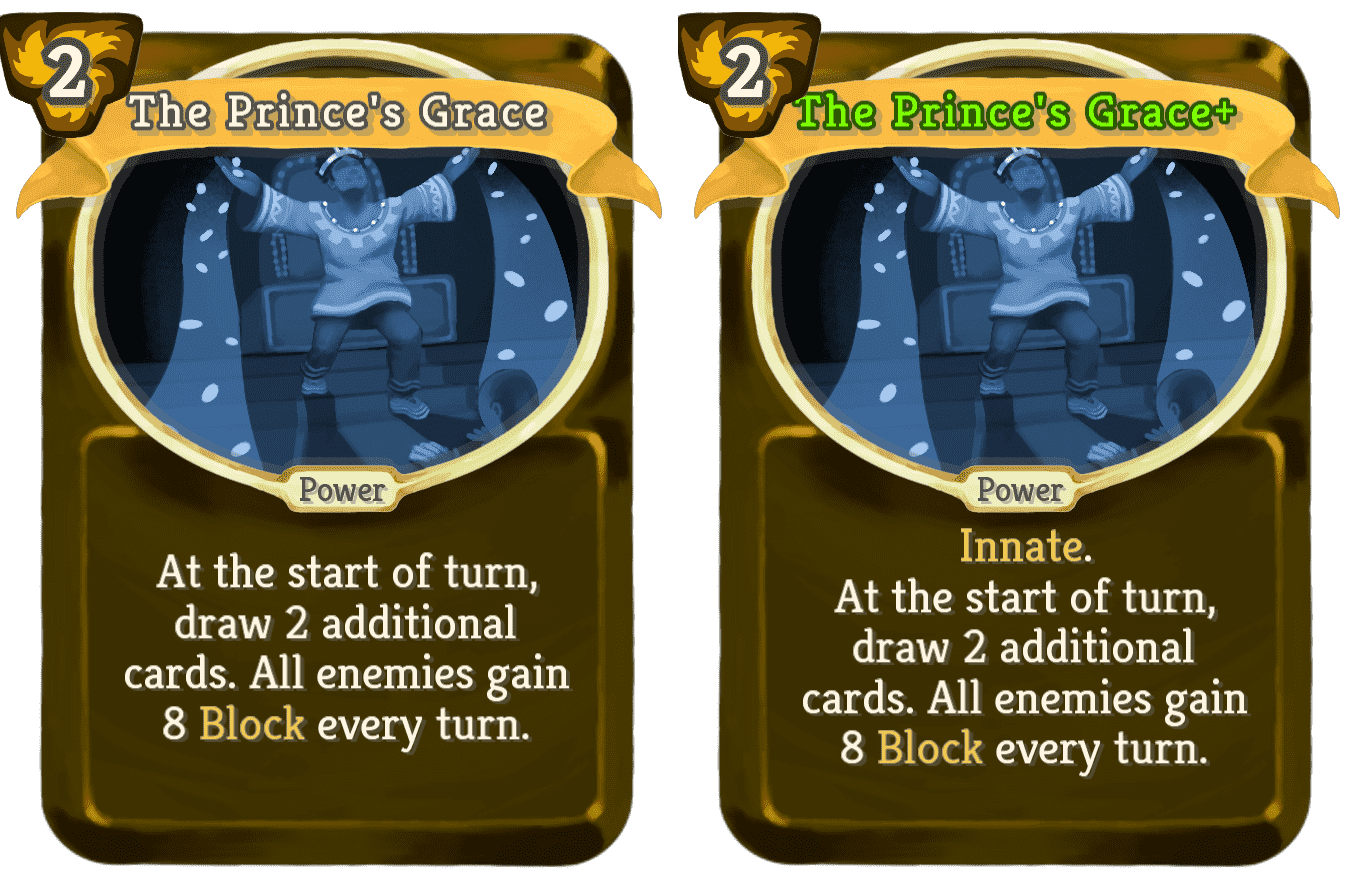 2
The Prince's Grace
Power
At the start of turn,
draw 2 additional
cards. All enemies gain
8 Block every turn.
2
The Prince's Grace+
Power
Innate.
At the start of turn,
draw 2 additional
cards. All enemies gain
8 Block every turn.